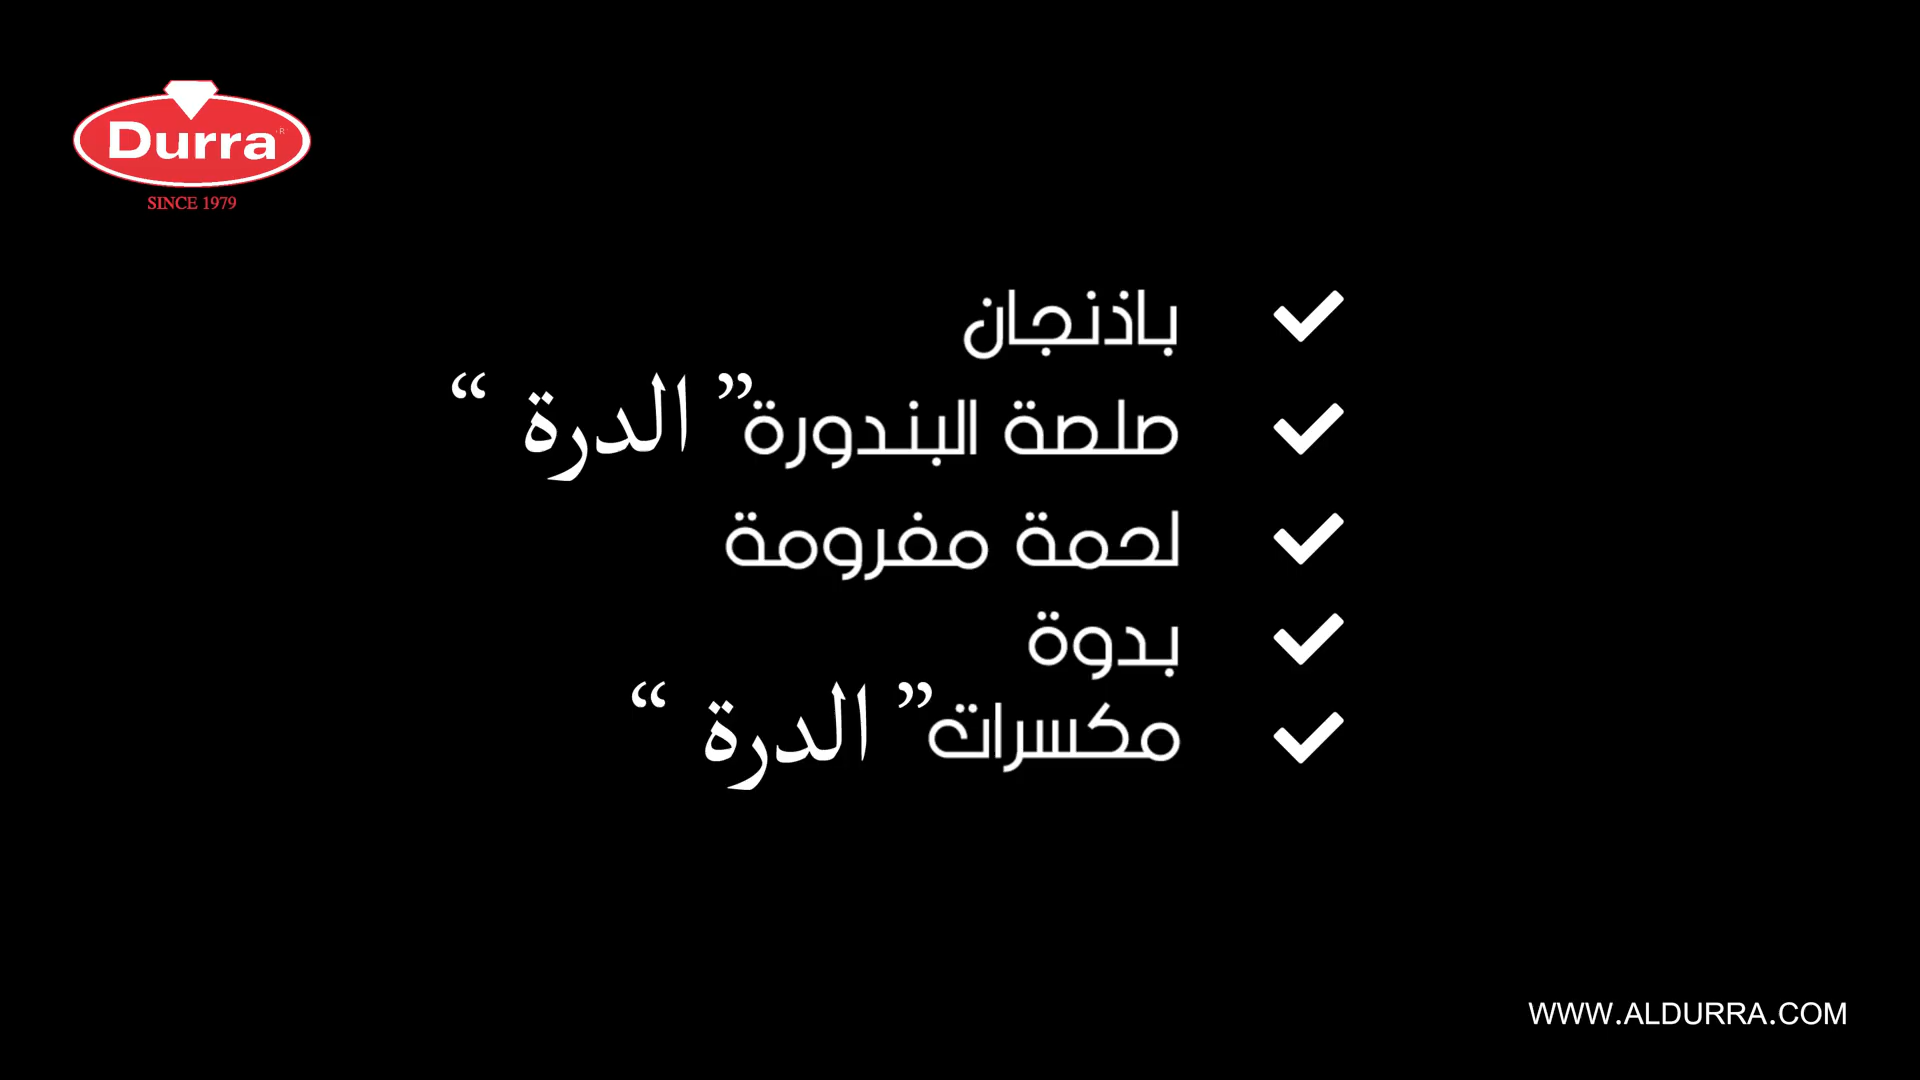 Durra
SINCE 1979
باذنجان
صلصة البندورة” الدرة “
لحمة مفرومة
بدوة
مكسرات” الدرة “
WWW.ALDURRA.COM